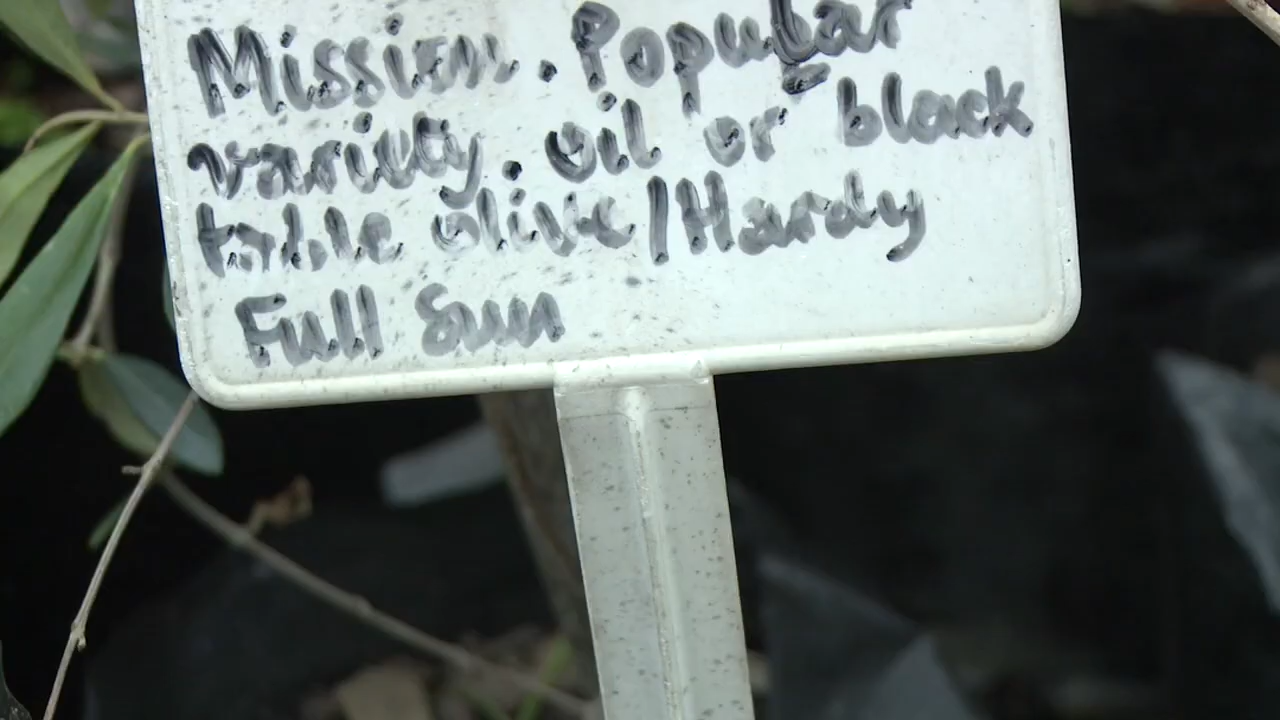 Mission. Popular
variety. oil or black
table olive/Hardy
Full Sun